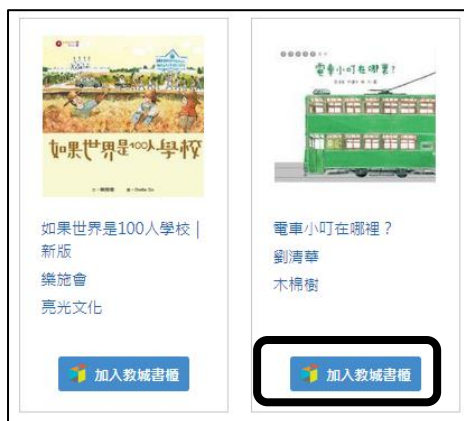 如果世界是100人學校
如果世界是100人學校|
新版
樂施會
亮光文化
加入教城書櫃
電車小叮在哪裏?
電車小叮在哪裡?
劉清華
木棉樹
加入教城書櫃